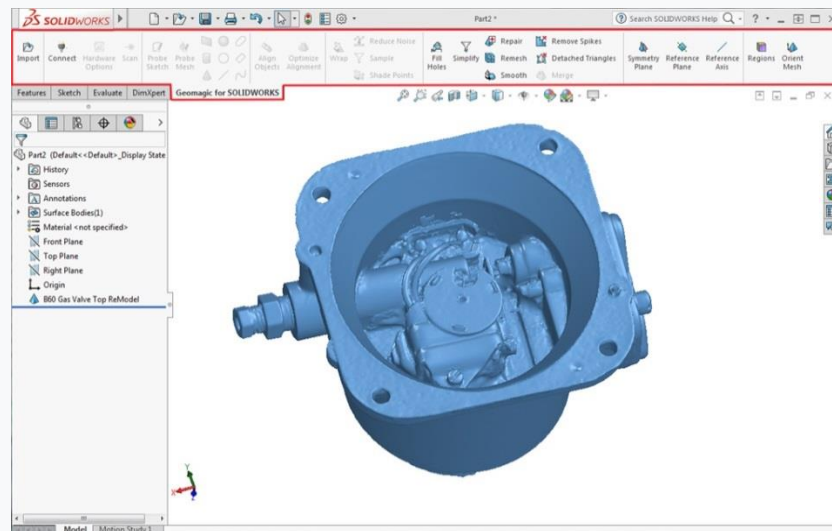 SOLIDWORKS
Part2 *
Search SOLIDWORKS Help
Import
Connect
Hardware Options
Scan
Probe Sketch
Probe Mesh
Align Objects
Optimize Alignment
Wrap
Reduce Noise
Sample
Shade Points
Fill Holes
Simplify
Repair
Remesh
Smooth
Remove Spikes
Detached Triangles
Merge
Symmetry Plane
Reference Plane
Reference Axis
Regions
Orient Mesh
Features
Sketch
Evaluate
DimXpert
Geomagic for SOLIDWORKS
Part2 (Default<<Default>_Display State
History
Sensors
Annotations
Surface Bodies(1)
Material <not specified>
Front Plane
Top Plane
Right Plane
Origin
B60 Gas Valve Top ReModel
Y
X
Z
Model
Motion Study 1